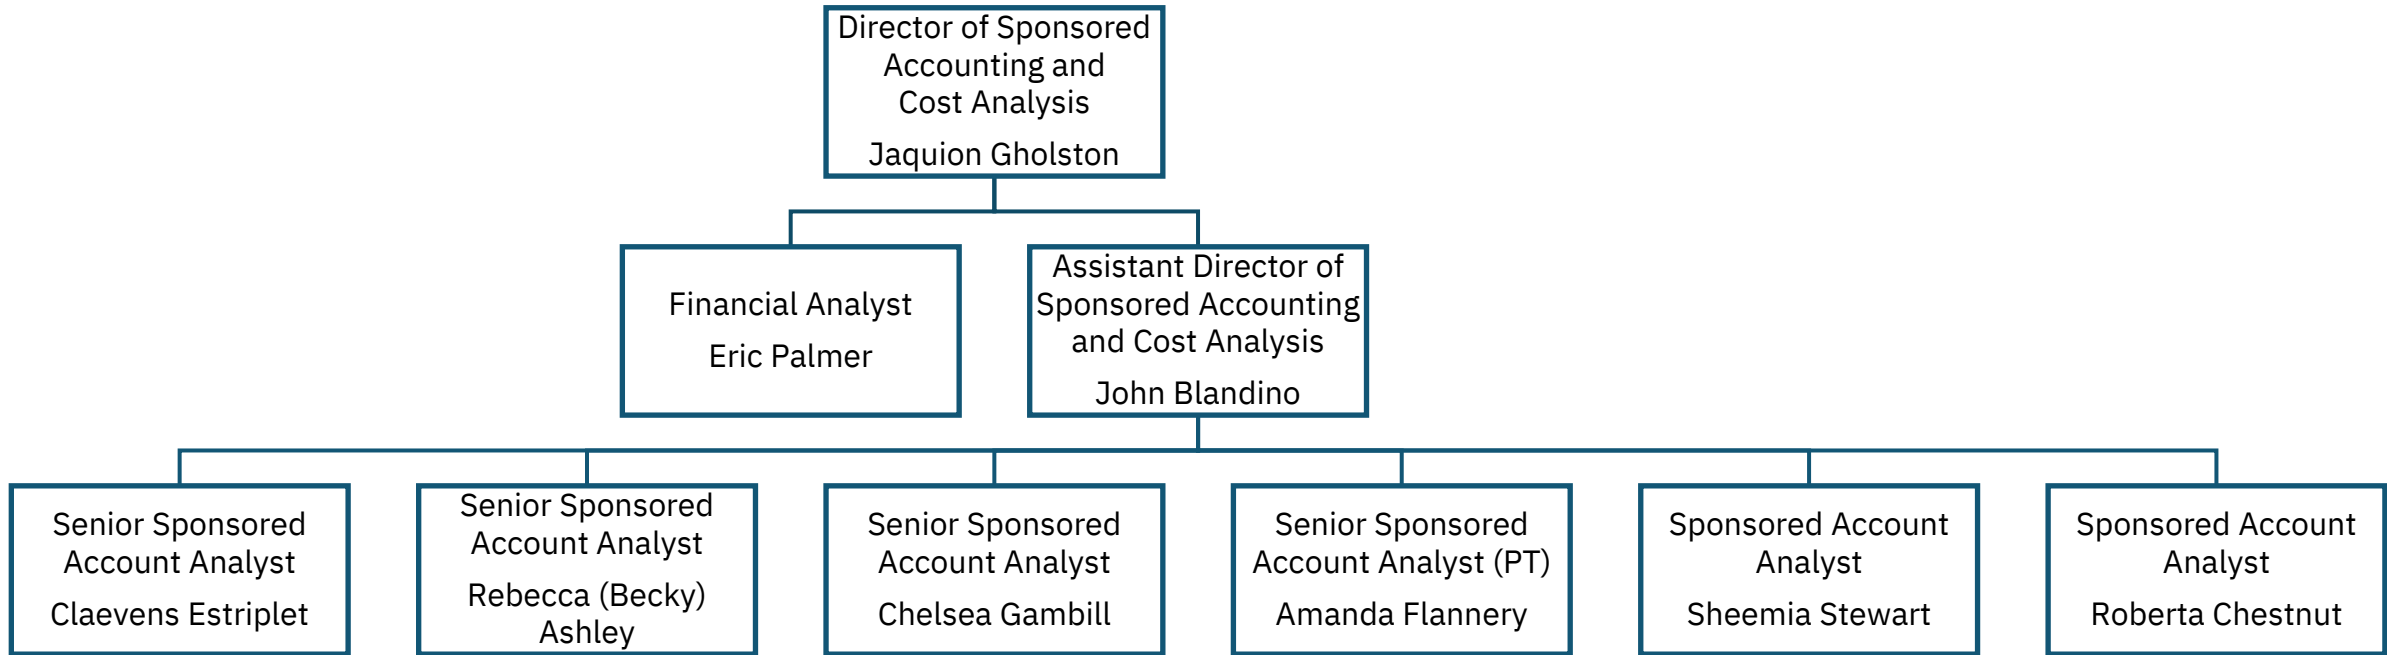 Director of Sponsored
Accounting and
Cost Analysis
Jaquion Gholston
Financial Analyst
Eric Palmer
Assistant Director of
Sponsored Accounting
and Cost Analysis
John Blandino
Senior Sponsored
Account Analyst
Claevens Estriplet
Senior Sponsored
Account Analyst
Rebecca (Becky)
Ashley
Senior Sponsored
Account Analyst
Chelsea Gambill
Senior Sponsored
Account Analyst (PT)
Amanda Flannery
Sponsored Account
Analyst
Sheemia Stewart
Sponsored Account
Analyst
Roberta Chestnut